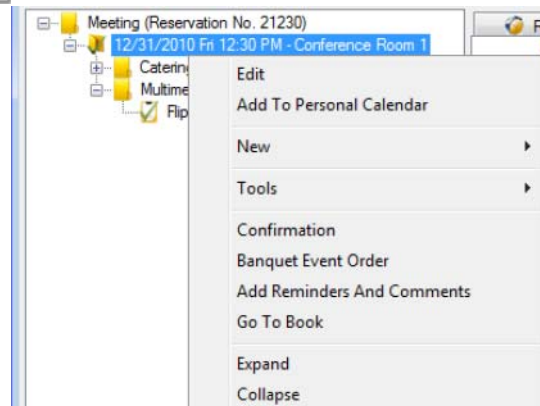 Meeting (Reservation No. 21230)
12/31/2010 Fri 12:30 PM - Conference Room 1
Edit
Add To Personal Calendar
New
Tools
Confirmation
Banquet Event Order
Add Reminders And Comments
Go To Book
Expand
Collapse